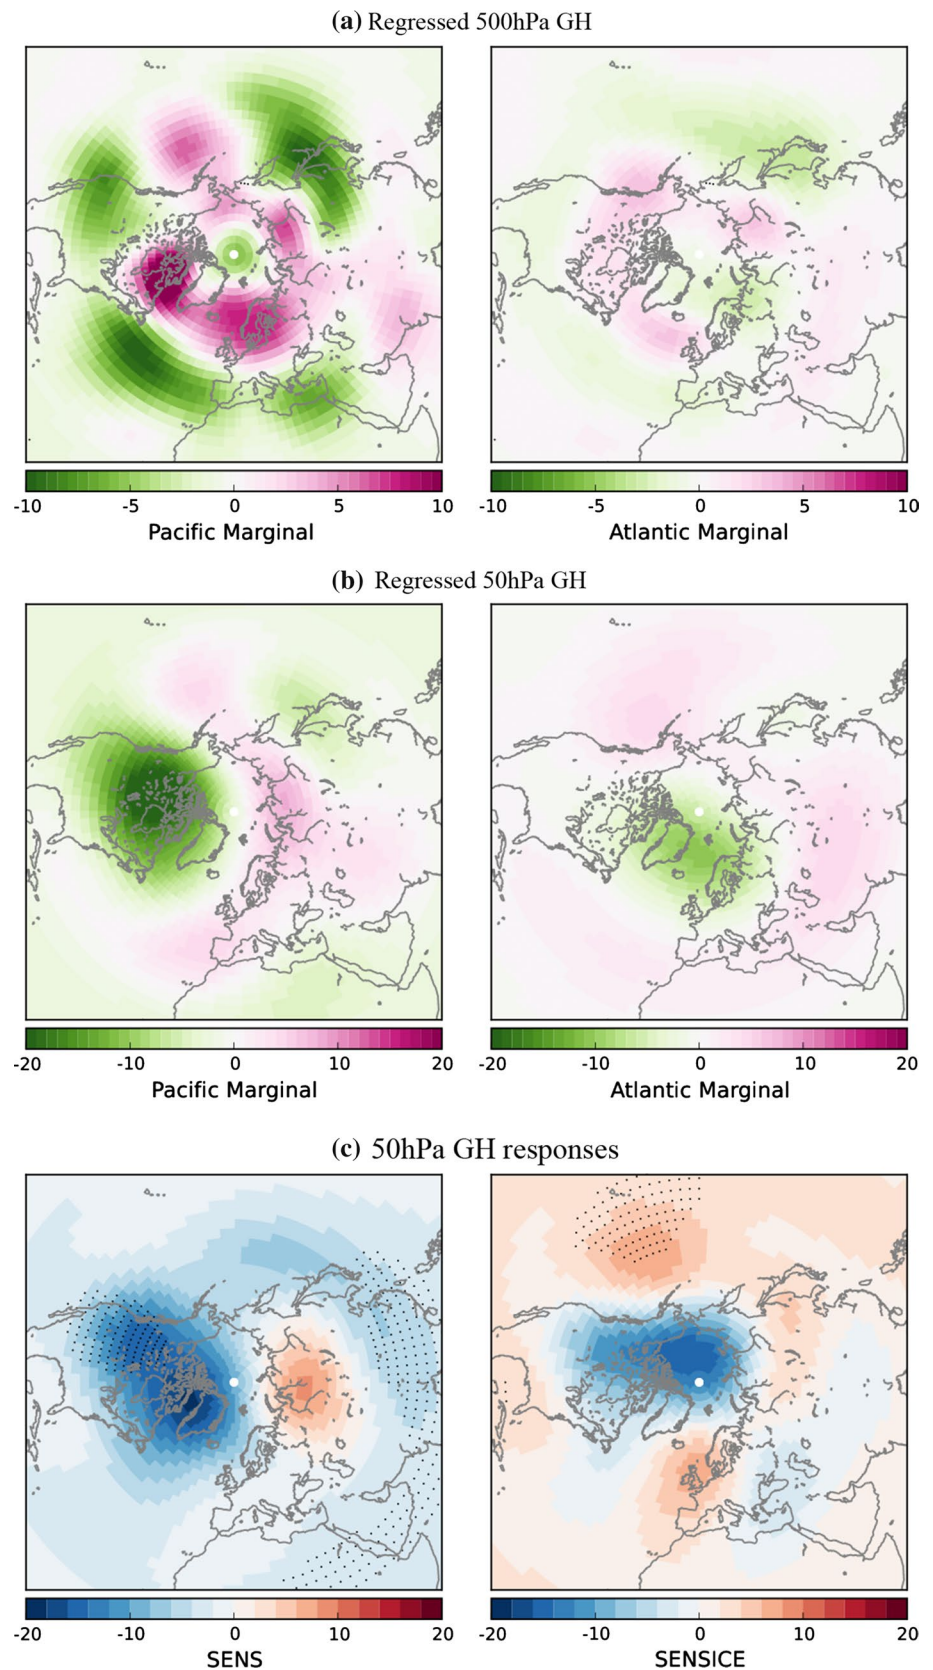 (a) Regressed 500hPa GH
-10 -5 0 5 10
Pacific Marginal
-10 -5 0 5 10
Atlantic Marginal
(b) Regressed 50hPa GH
-20 -10 0 10 20
Pacific Marginal
-20 -10 0 10 20
Atlantic Marginal
(c) 50hPa GH responses
-20 -10 0 10 20
SENS
-20 -10 0 10 20
SENSICE